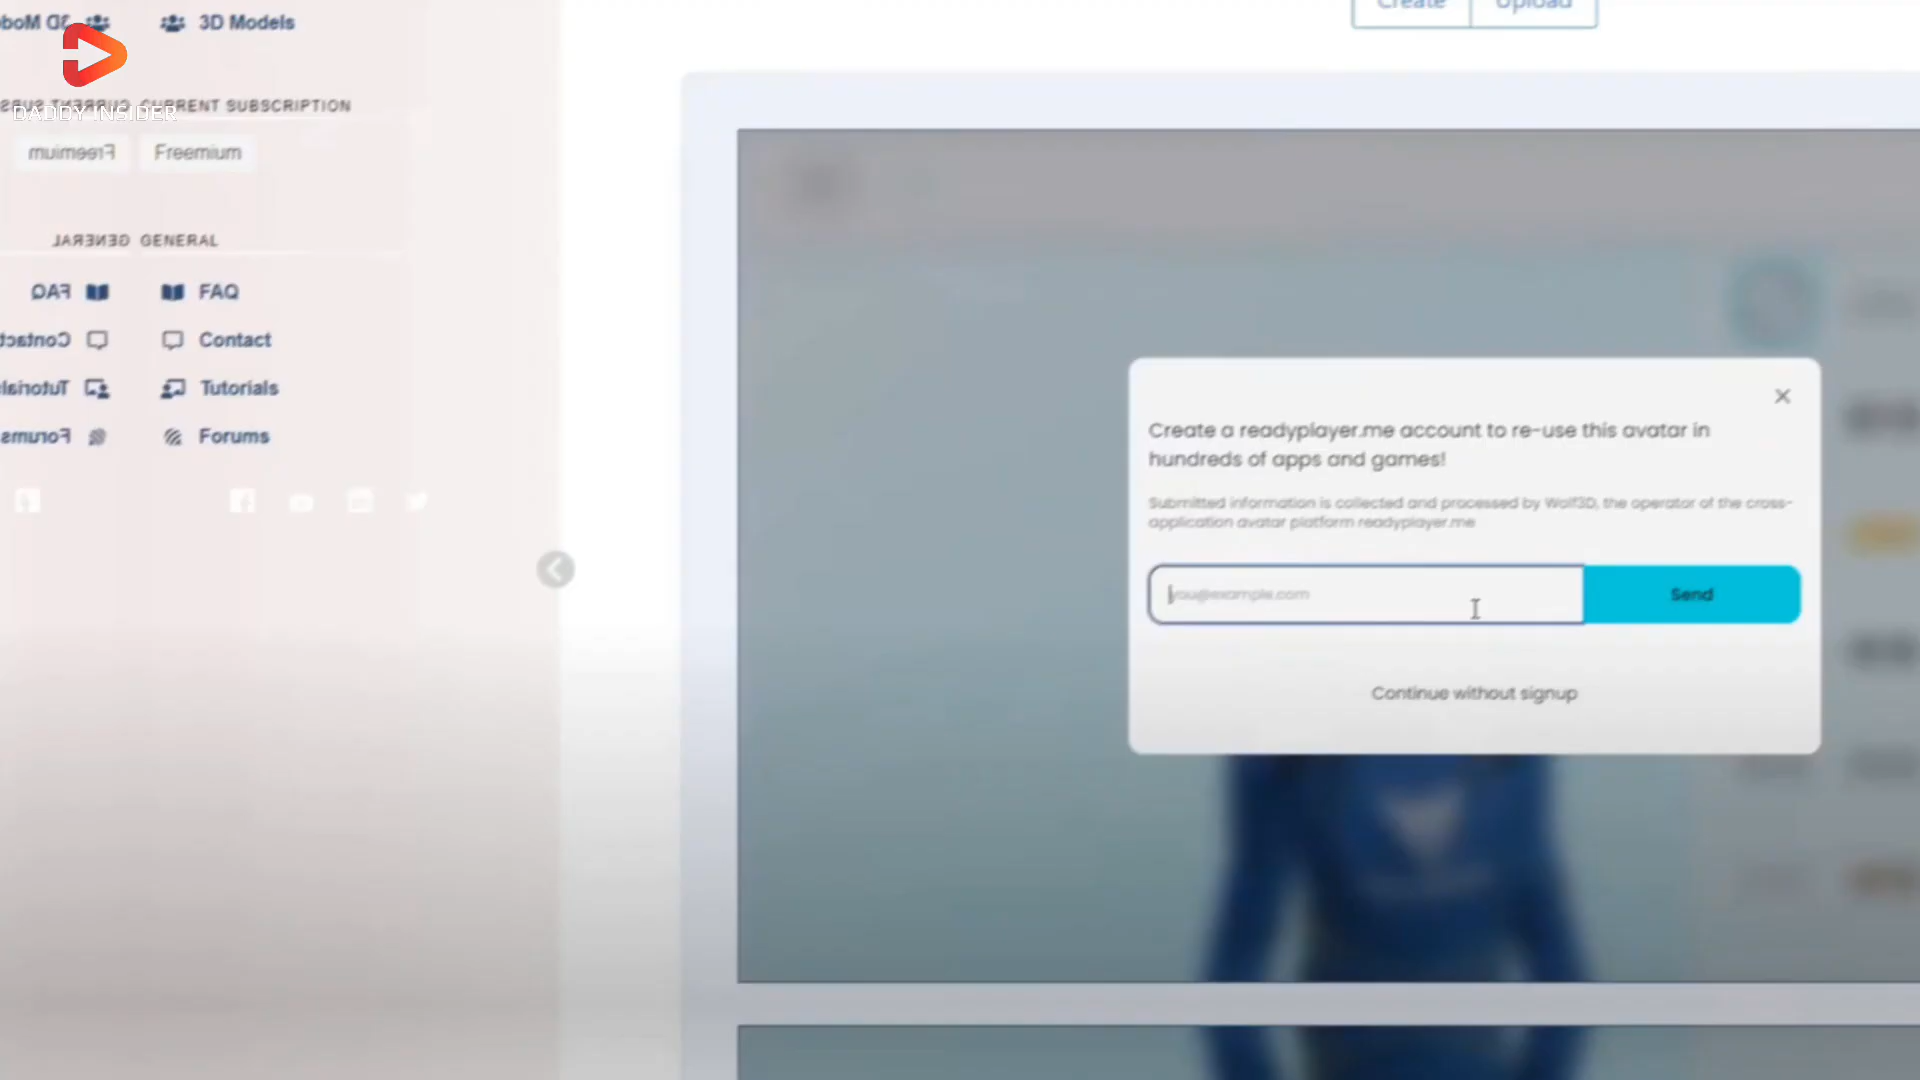 3D Models
DADDY INSIDER
CURRENT SUBSCRIPTION
Freemium
GENERAL
FAQ
Contact
Tutorials
Forums
Create Upload
Create a readyplayer.me account to re-use this avatar in
hundreds of apps and games!
Submitted information is collected and processed by Wolf3D, the operator of the cross-
application avatar platform readyplayer.me
you@example.com
Send
Continue without signup